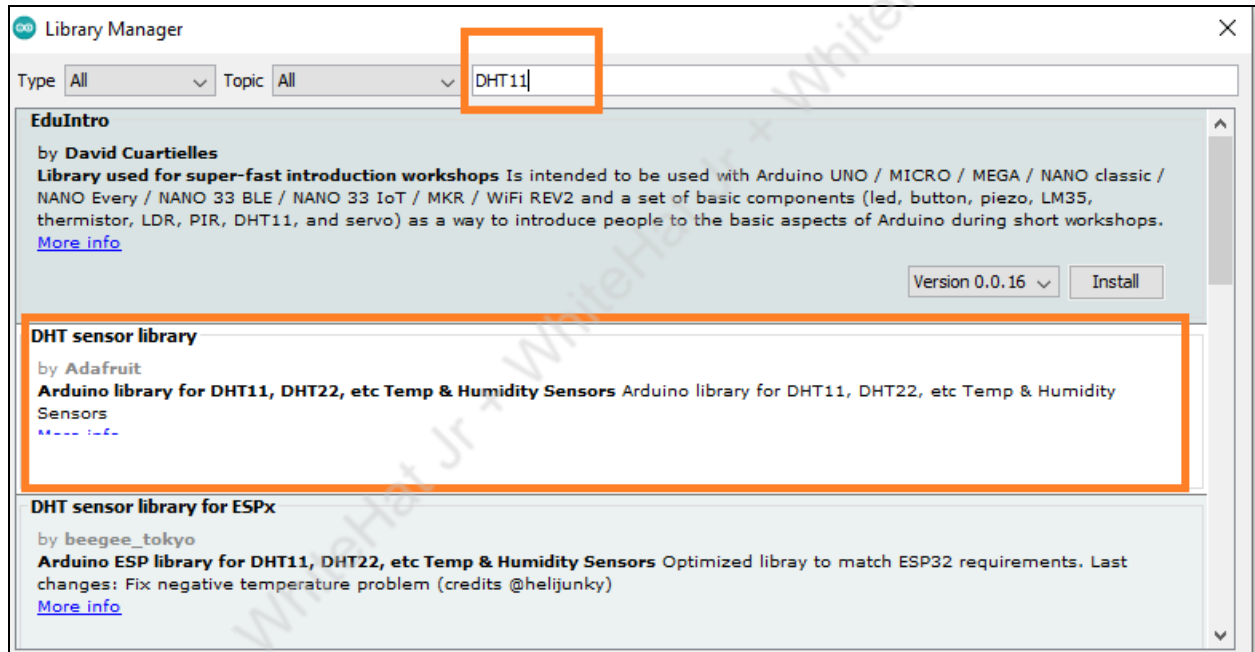 Library Manager
Type All Topic All DHT11
EduIntro
by David Cuartielles
Library used for super-fast introduction workshops Is intended to be used with Arduino UNO / MICRO / MEGA / NANO classic /
NANO Every / NANO 33 BLE / NANO 33 IoT / MKR / WiFi REV2 and a set of basic components (led, button, piezo, LM35,
thermistor, LDR, PIR, DHT11, and servo) as a way to introduce people to the basic aspects of Arduino during short workshops.
More info
Version 0.0.16 Install
DHT sensor library
by Adafruit
Arduino library for DHT11, DHT22, etc Temp & Humidity Sensors Arduino library for DHT11, DHT22, etc Temp & Humidity
Sensors
More info
DHT sensor library for ESPx
by beegee_tokyo
Arduino ESP library for DHT11, DHT22, etc Temp & Humidity Sensors Optimized libray to match ESP32 requirements. Last
changes: Fix negative temperature problem (credits @helijunky)
More info
WhiteHat Jr + WhiteHat Jr + White